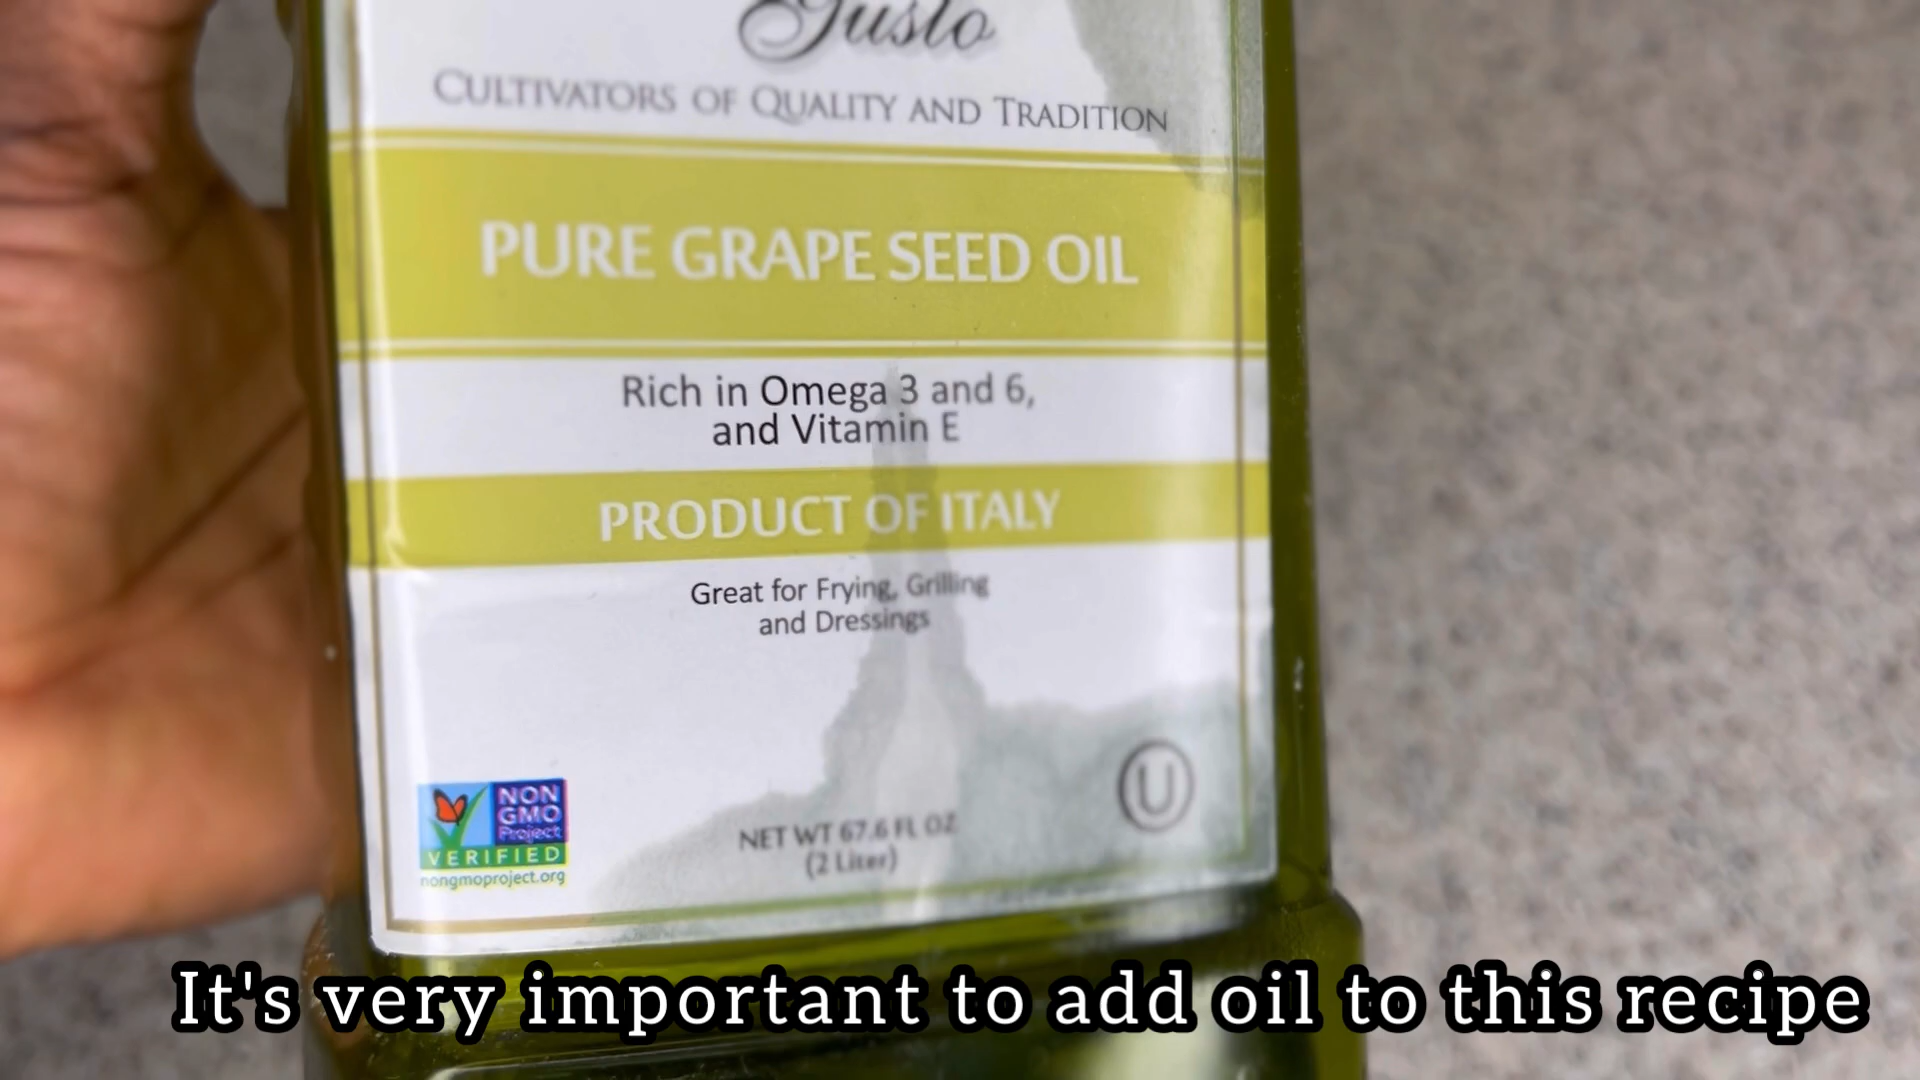 Gusto
CULTIVATORS OF QUALITY AND TRADITION
PURE GRAPE SEED OIL
Rich in Omega 3 and 6,
and Vitamin E
PRODUCT OF ITALY
Great for Frying, Grilling
and Dressings
NON
GMO
Project
VERIFIED
nongmoproject.org
NET WT 67.6 FL OZ
(2 Liter)
U
It's very important to add oil to this recipe